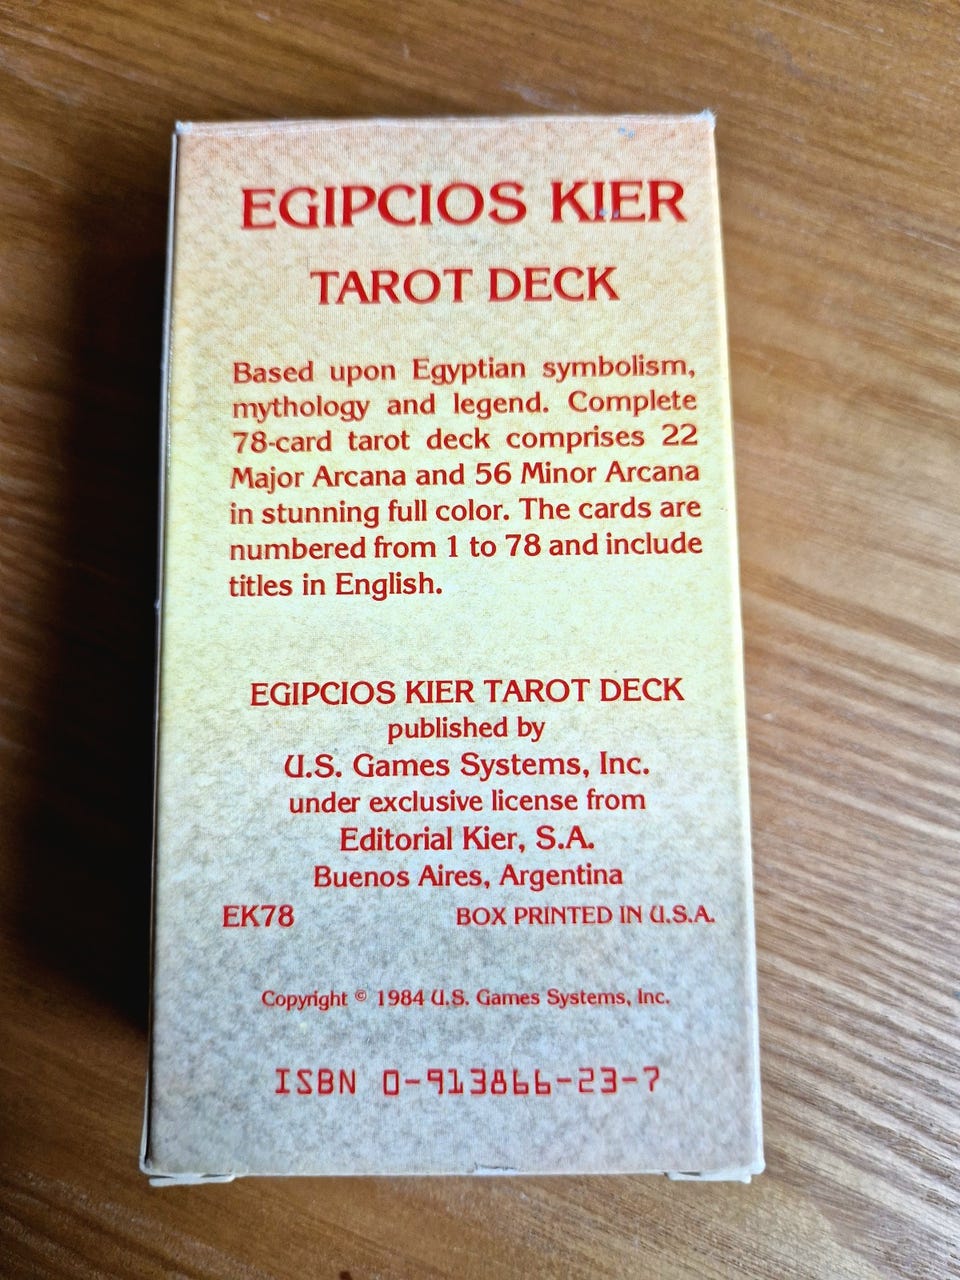 EGIPCIOS KIER
TAROT DECK
Based upon Egyptian symbolism,
mythology and legend. Complete
78-card tarot deck comprises 22
Major Arcana and 56 Minor Arcana
in stunning full color. The cards are
numbered from 1 to 78 and include
titles in English.
EGIPCIOS KIER TAROT DECK
published by
U.S. Games Systems, Inc.
under exclusive license from
Editorial Kier, S.A.
Buenos Aires, Argentina
EK78 BOX PRINTED IN U.S.A.
Copyright © 1984 U.S. Games Systems, Inc.
ISBN 0-913866-23-7